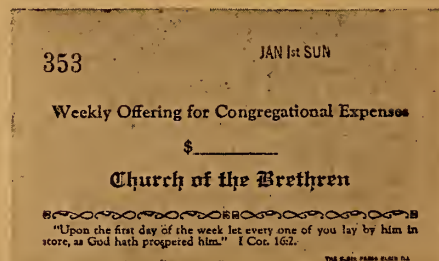 353
JAN 1st SUN
Weekly Offering for Congregational Expenses
$
Church of the Brethren
"Upon the first day of the week let every one of you lay by him in
store, as God hath prospered him." I Cor. 16:2.